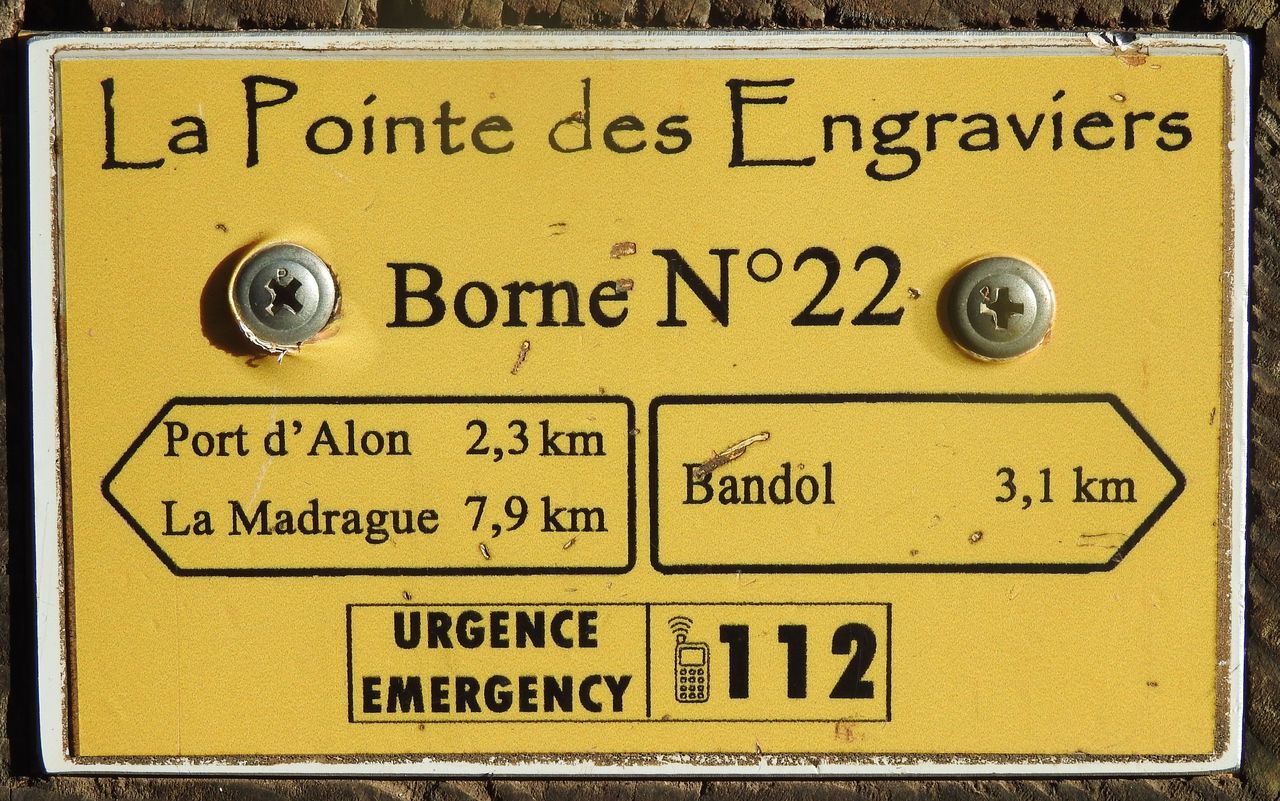 La Pointe des Engraviers
Borne N°22
Port d'Alon 2,3 km
La Madrague 7,9 km
Bandol 3,1 km
URGENCE
EMERGENCY
112